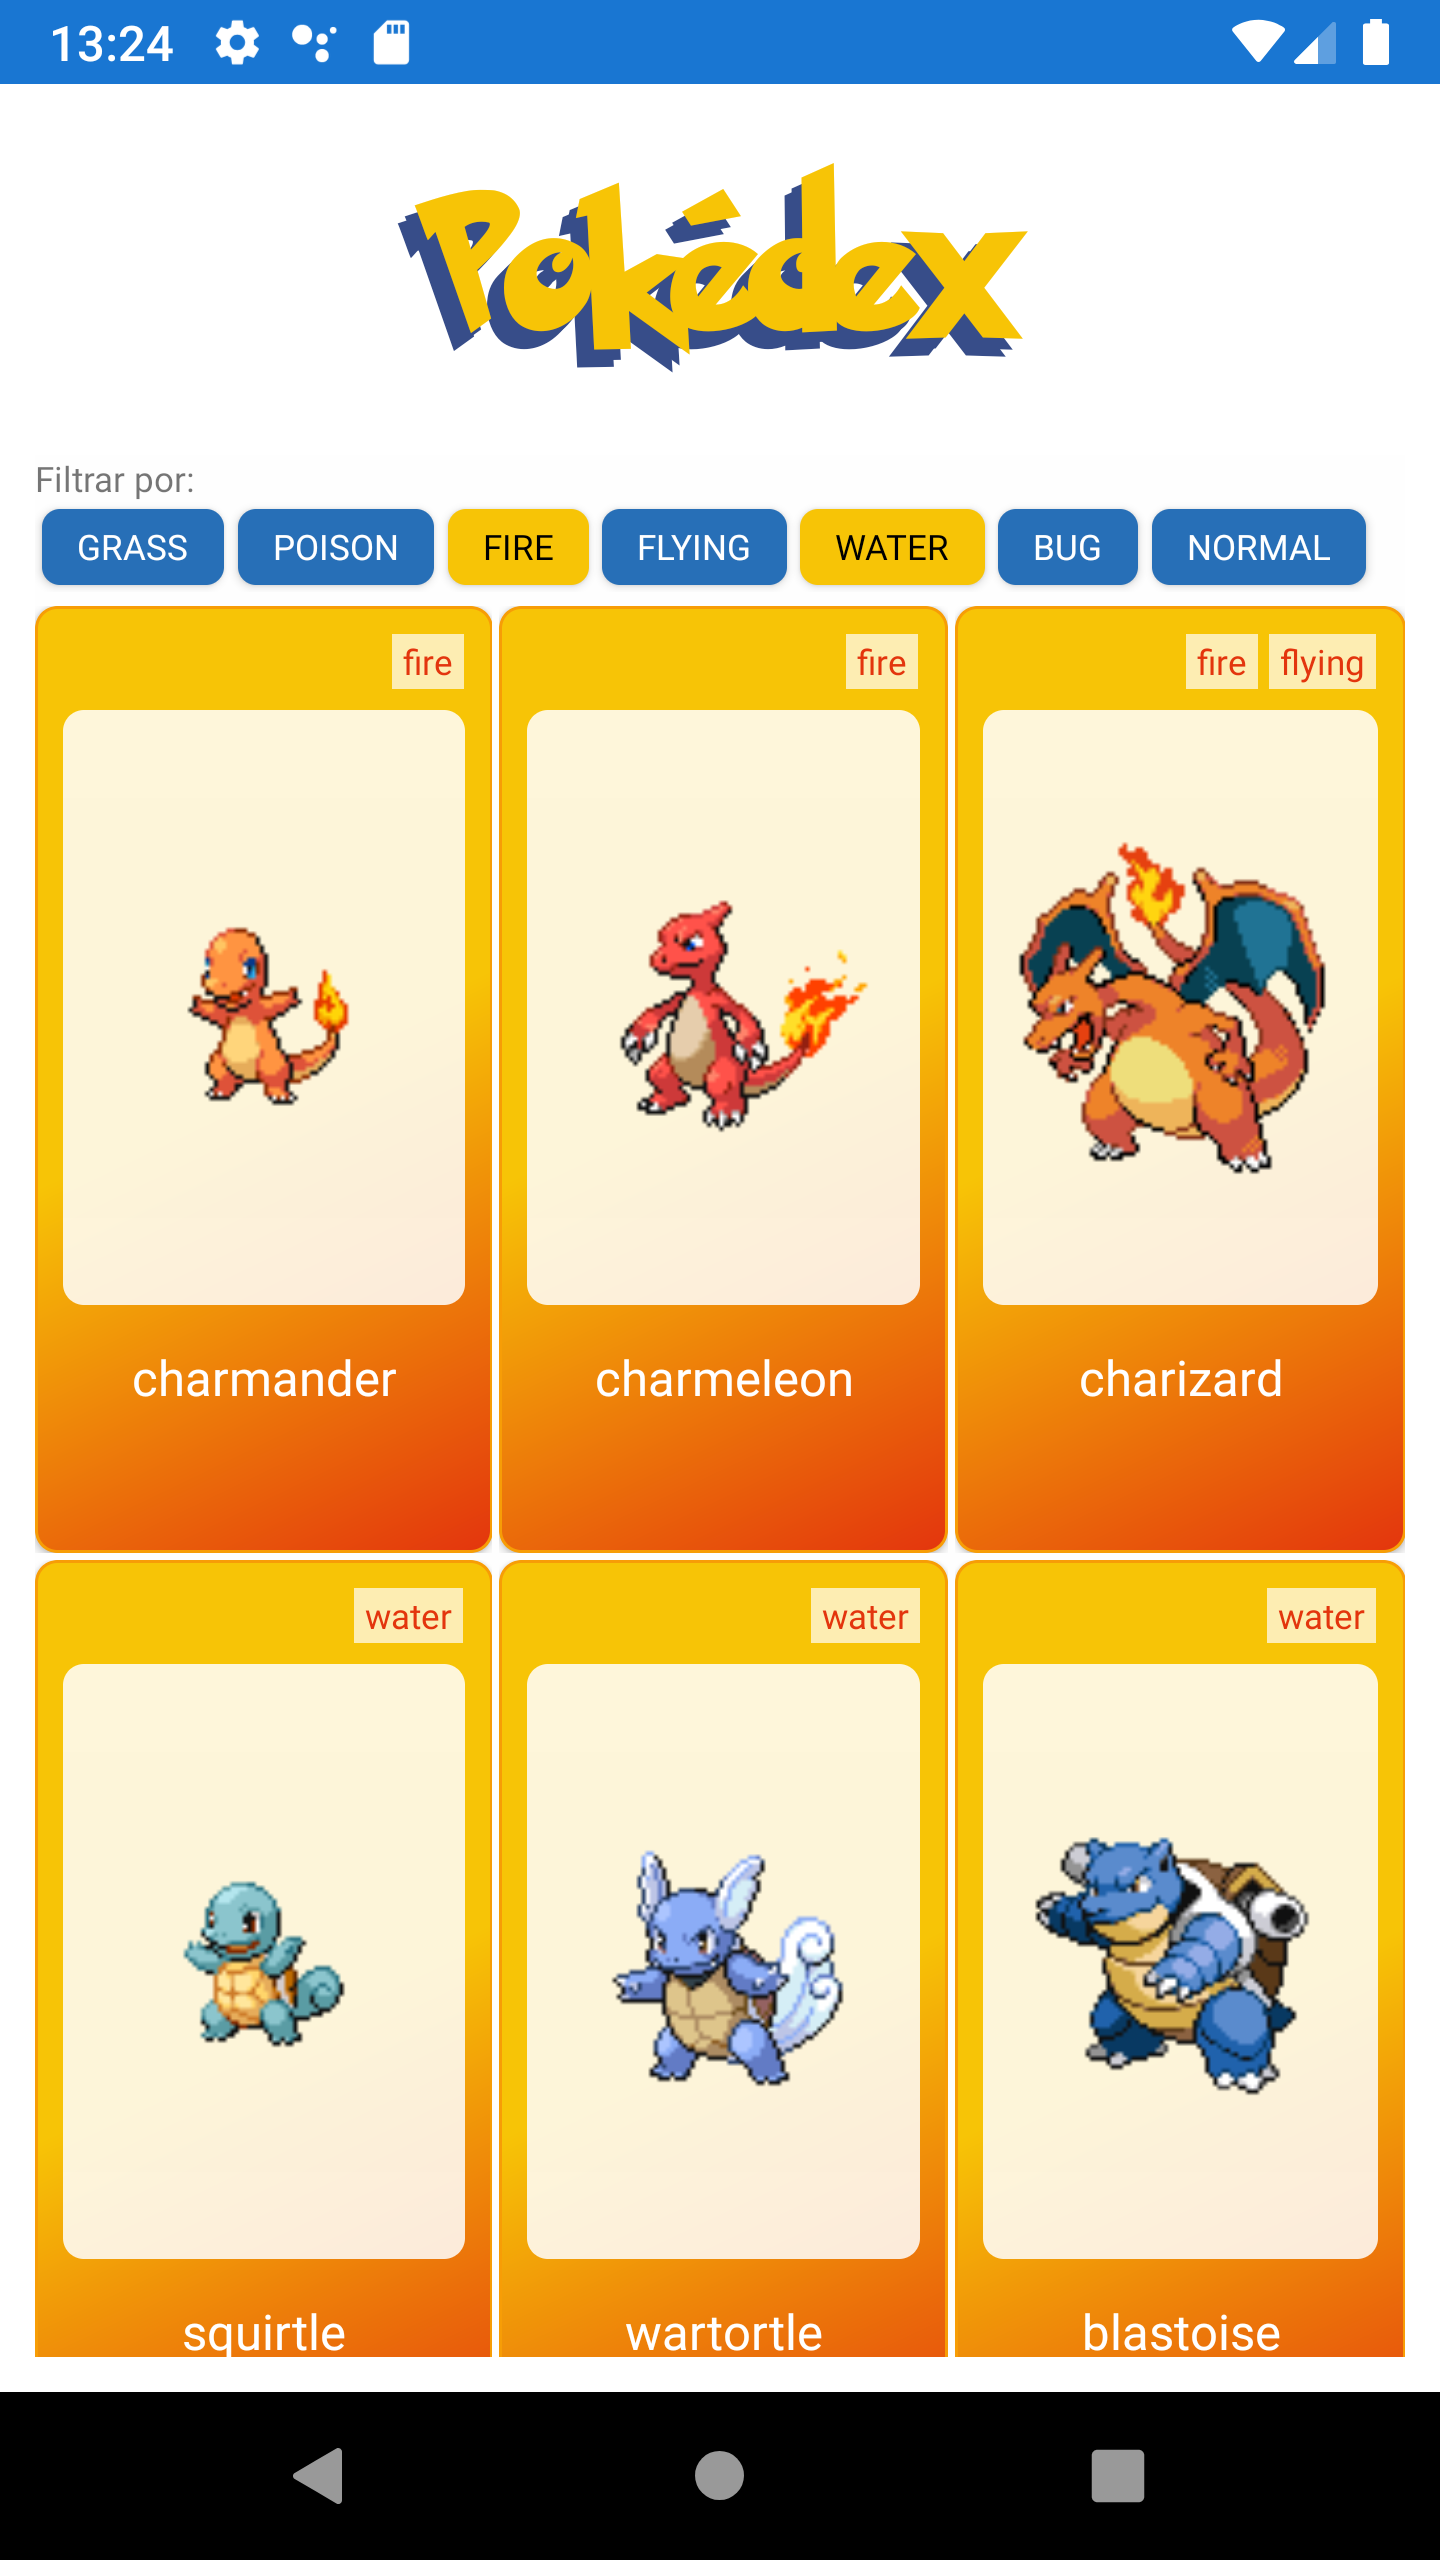 13:24
Pokédex
Filtrar por:
GRASS POISON FIRE FLYING WATER BUG NORMAL
fire fire fire flying
charmander charmeleon charizard
water water water
squirtle wartortle blastoise